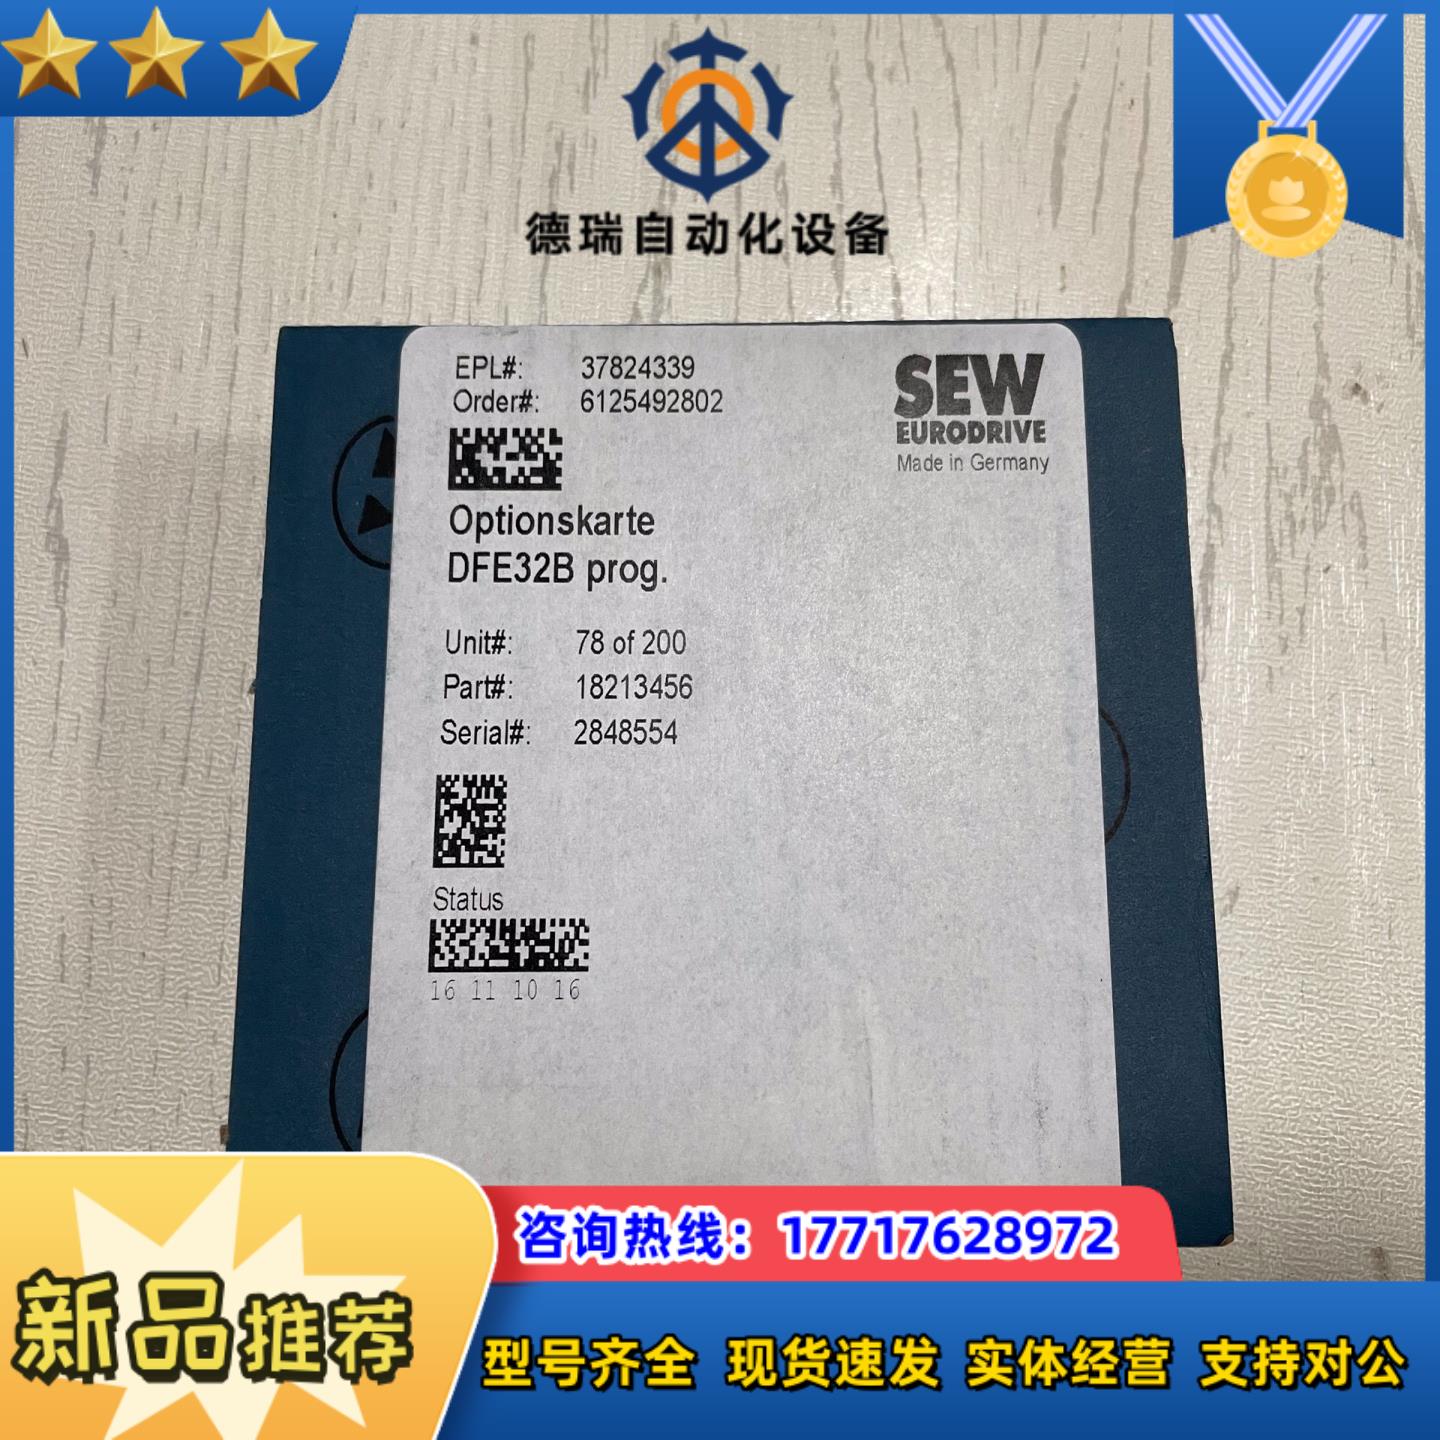 德瑞自动化设备
EPL#: 37824339
Order#: 6125492802
SEW
EURODRIVE
Made in Germany
Optionskarte
DFE32B prog.
Unit#: 78 of 200
Part#: 18213456
Serial#: 2848554
Status
16 11 10 16
咨询热线：17717628972
新品推荐
型号齐全 现货速发 实体经营 支持对公